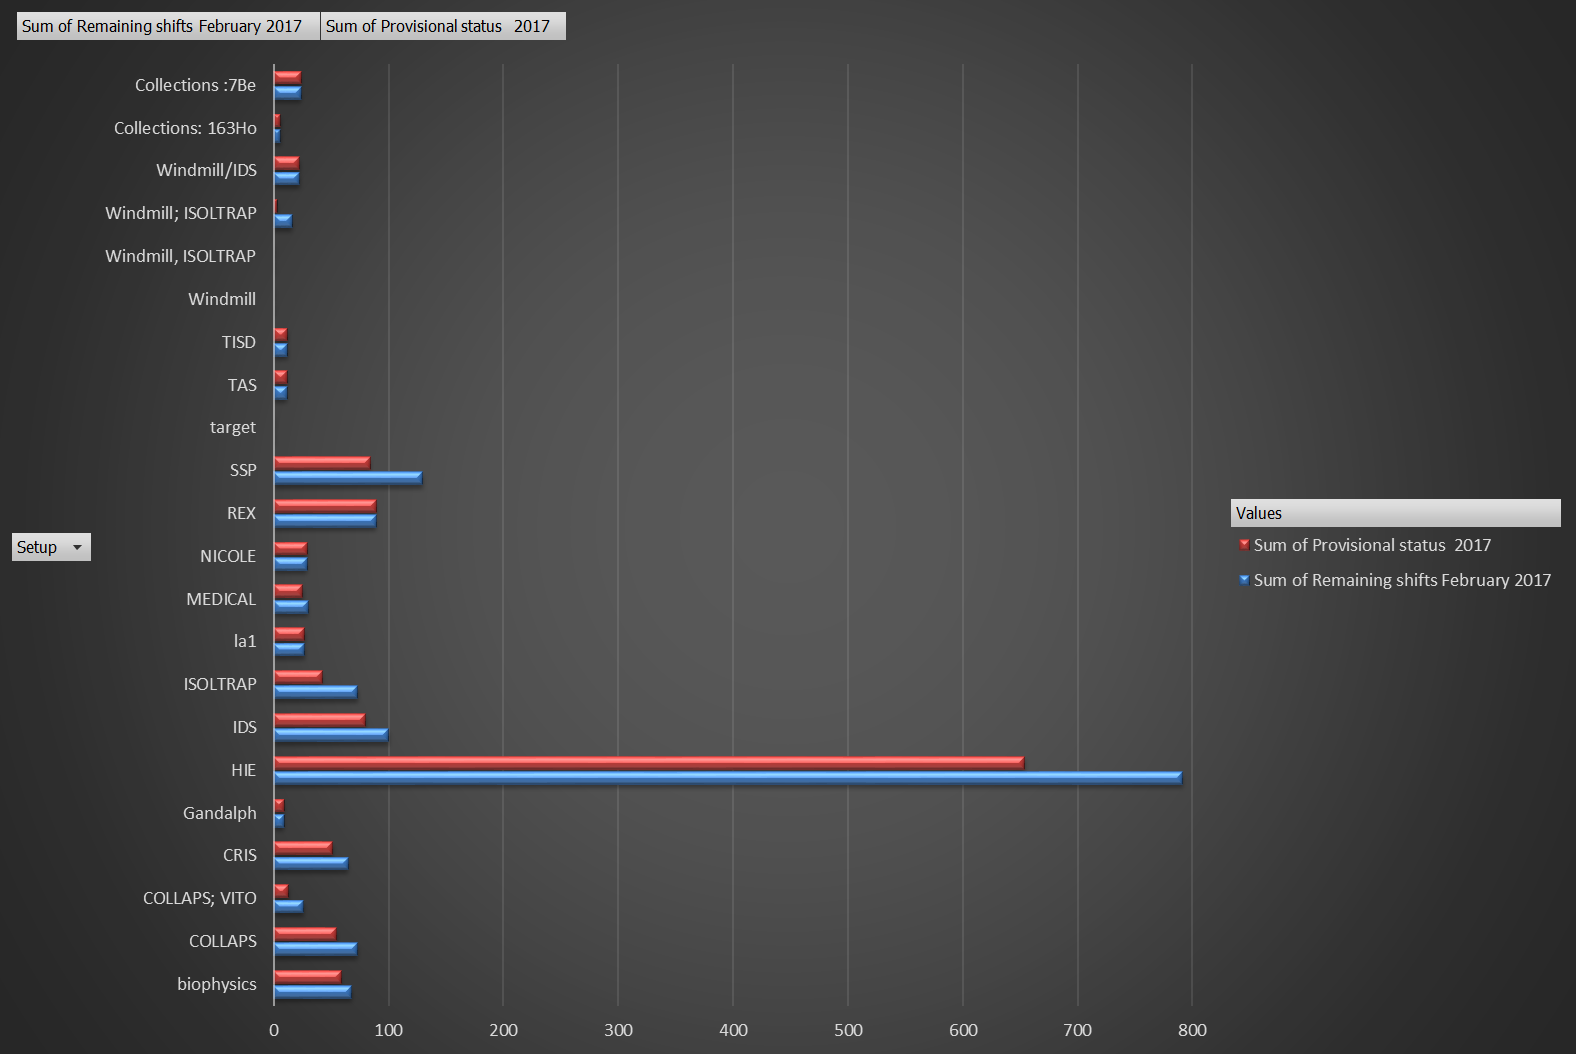 Sum of Remaining shifts February 2017
Sum of Provisional status 2017
Collections :7Be
Collections: 163Ho
Windmill/IDS
Windmill; ISOLTRAP
Windmill, ISOLTRAP
Windmill
TISD
TAS
target
SSP
REX
NICOLE
MEDICAL
la1
ISOLTRAP
IDS
HIE
Gandalph
CRIS
COLLAPS; VITO
COLLAPS
biophysics
Setup
0 100 200 300 400 500 600 700 800
Values
Sum of Provisional status 2017
Sum of Remaining shifts February 2017